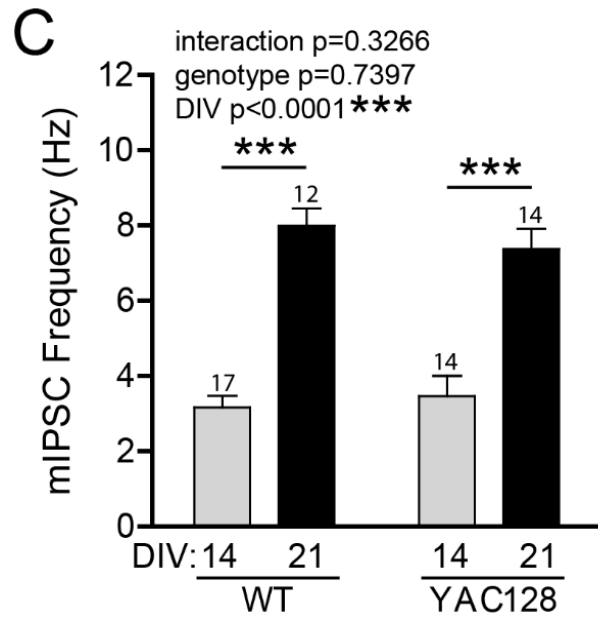 C
interaction p=0.3266
genotype p=0.7397
DIV p<0.0001***
mIPSC Frequency (Hz)
12
10
8
6
4
2
0
***
***
17
12
14
14
DIV: 14 21 14 21
WT YAC128